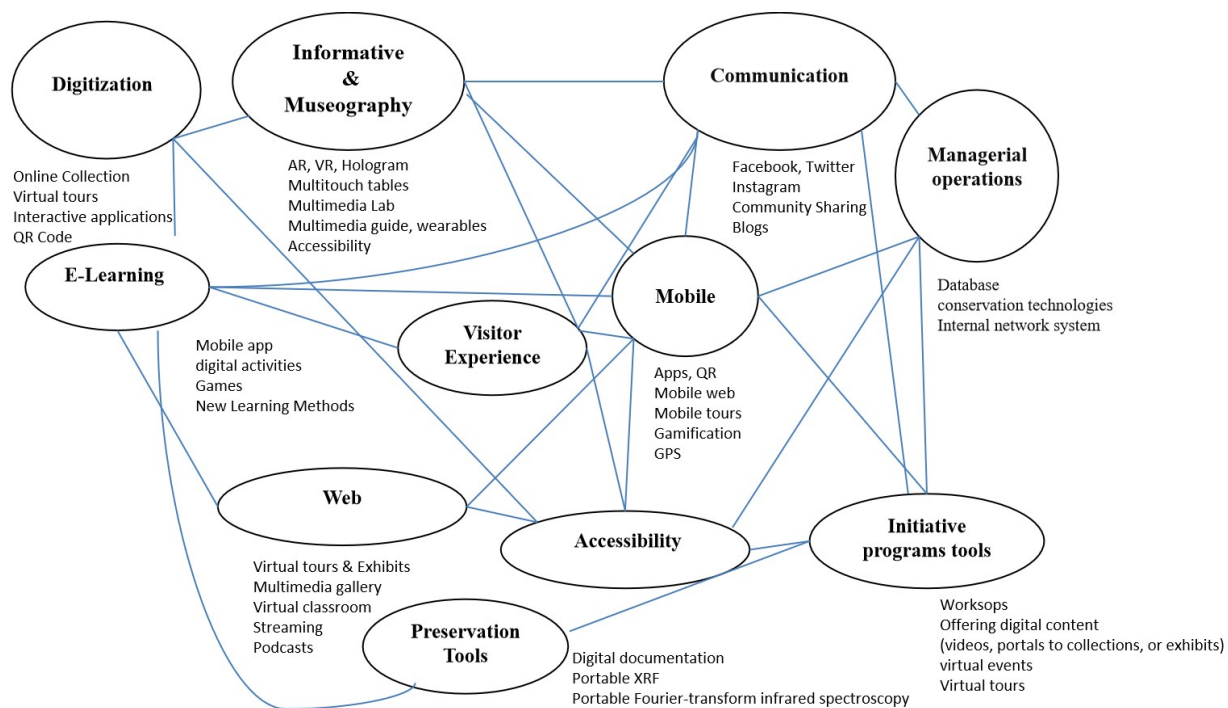 Digitization
Online Collection
Virtual tours
Interactive applications
QR Code
Informative
&
Museography
AR, VR, Hologram
Multitouch tables
Multimedia Lab
Multimedia guide, wearables
Accessibility
Communication
Facebook, Twitter
Instagram
Community Sharing
Blogs
Managerial
operations
Database
conservation technologies
Internal network system
E-Learning
Mobile app
digital activities
Games
New Learning Methods
Visitor
Experience
Mobile
Apps, QR
Mobile web
Mobile tours
Gamification
GPS
Web
Virtual tours & Exhibits
Multimedia gallery
Virtual classroom
Streaming
Podcasts
Accessibility
Initiative
programs tools
Worksops
Offering digital content
(videos, portals to collections, or exhibits)
virtual events
Virtual tours
Preservation
Tools
Digital documentation
Portable XRF
Portable Fourier-transform infrared spectroscopy